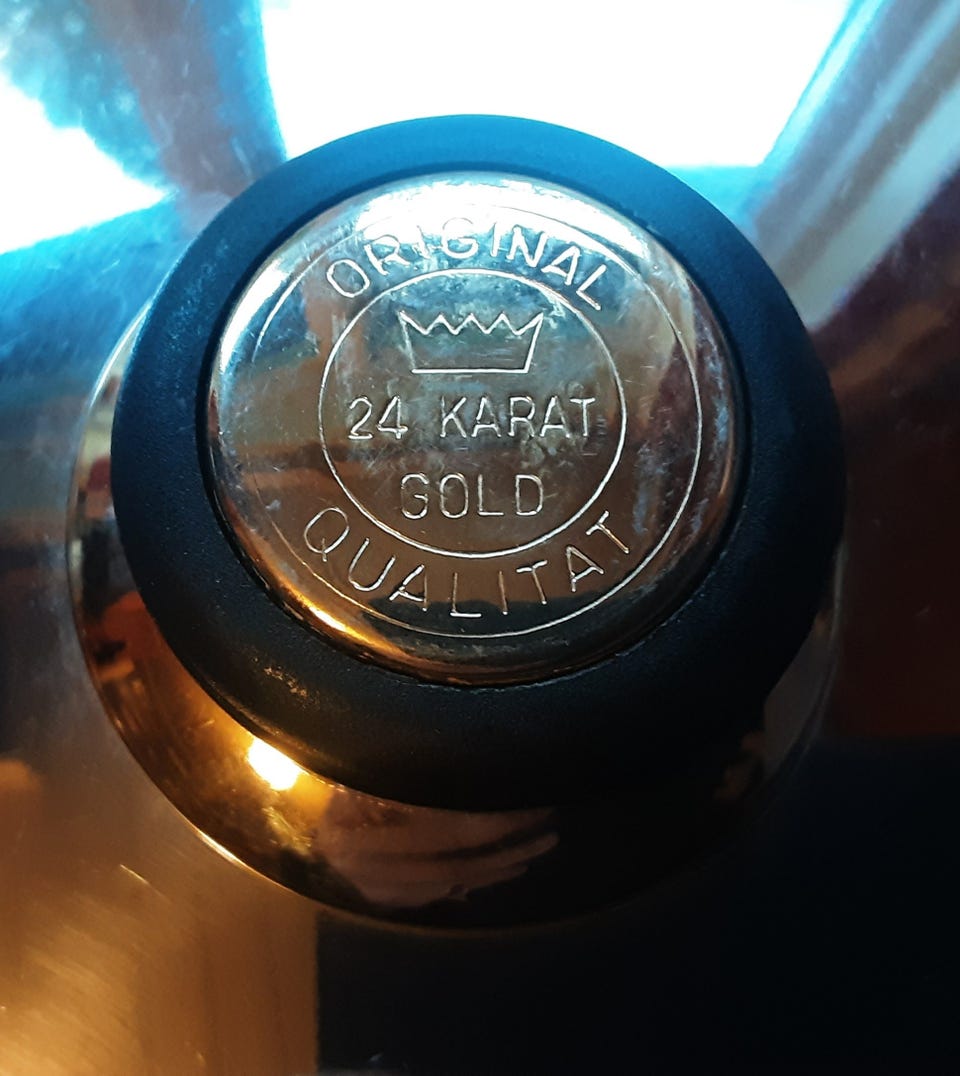 ORIGINAL
24 KARAT
GOLD
QUALITAT